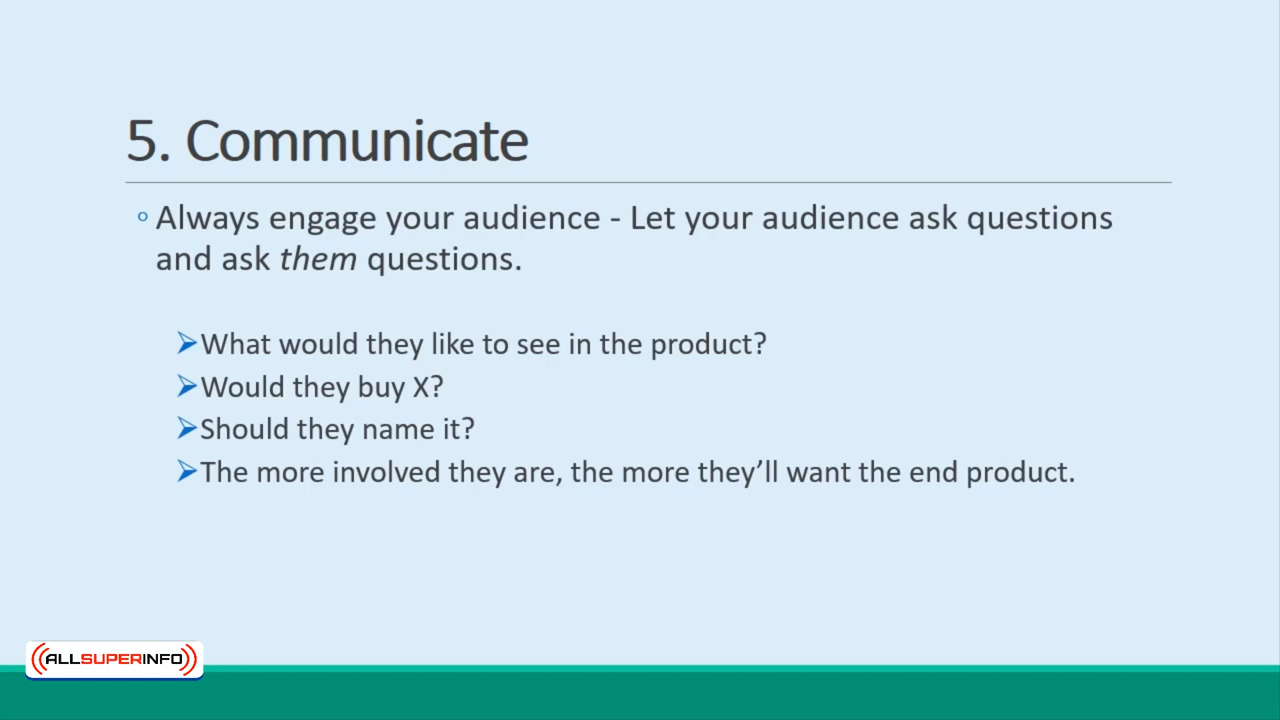 5. Communicate
◦ Always engage your audience - Let your audience ask questions
and ask them questions.
➢What would they like to see in the product?
➢Would they buy X?
➢Should they name it?
➢The more involved they are, the more they’ll want the end product.
((ALLSUPERINFO))